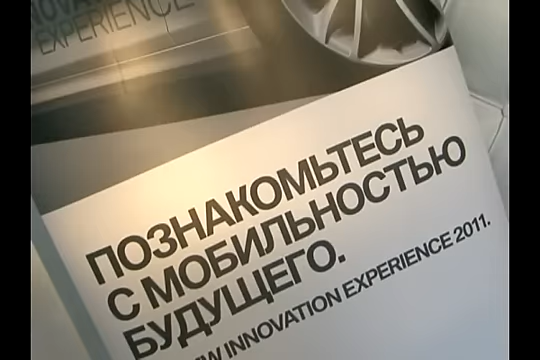 EXPERIENCE
ПОЗНАКОМЬТЕСЬ
С МОБИЛЬНОСТЬЮ
БУДУЩЕГО.
INNOVATION EXPERIENCE 2011.